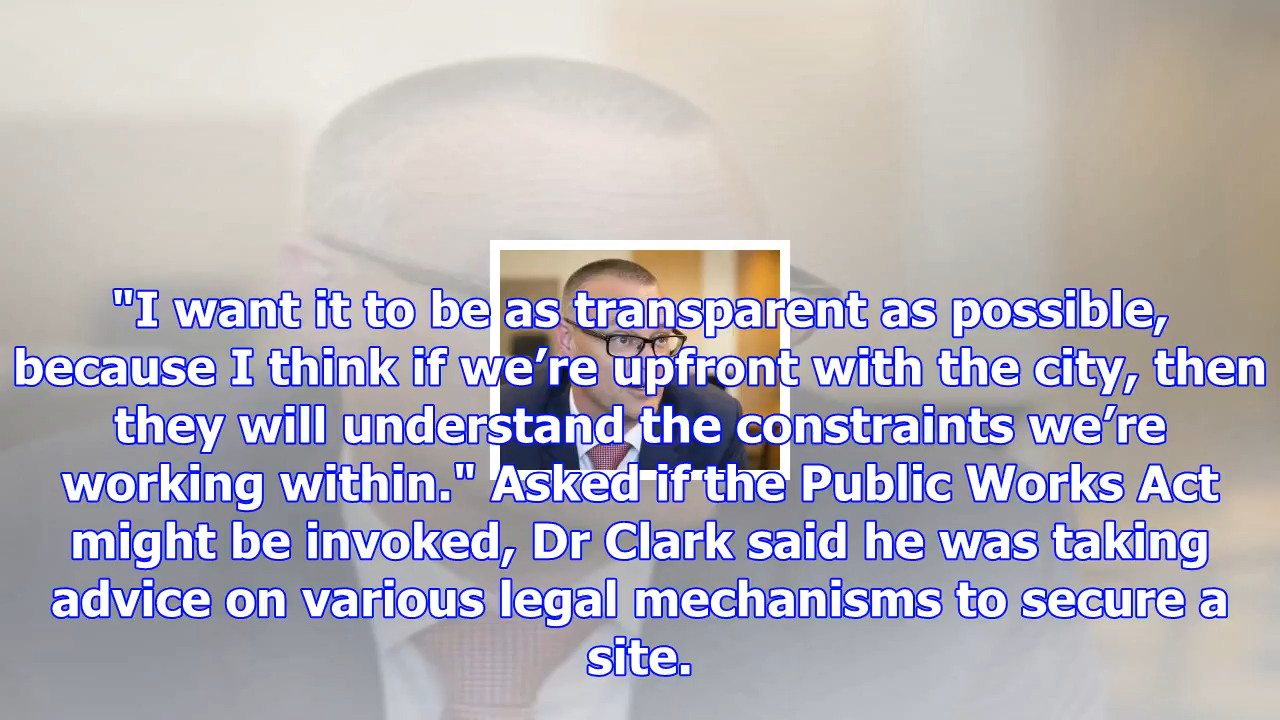 "I want it to be as transparent as possible,
because I think if we’re upfront with the city, then
they will understand the constraints we’re
working within." Asked if the Public Works Act
might be invoked, Dr Clark said he was taking
advice on various legal mechanisms to secure a
site.